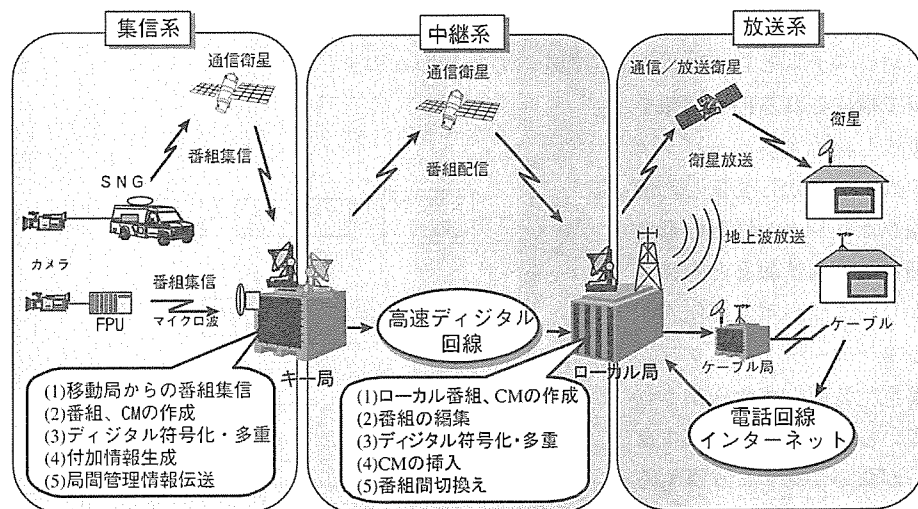 集信系
通信衛星
番組集信
SNG
カメラ
番組集信
FPU
マイクロ波
キー局
(1)移動局からの番組集信
(2)番組、CMの作成
(3)ディジタル符号化・多重
(4)付加情報生成
(5)局間管理情報伝送
中継系
通信衛星
番組配信
高速ディジタル
回線
ローカル局
(1)ローカル番組、CMの作成
(2)番組の編集
(3)ディジタル符号化・多重
(4)CMの挿入
(5)番組間切換え
放送系
通信／放送衛星
衛星
衛星放送
地上波放送
ケーブル
ケーブル局
電話回線
インターネット